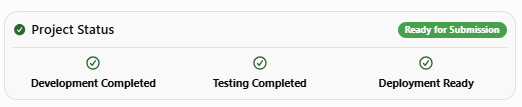 Project Status
Ready for Submission
Development Completed
Testing Completed
Deployment Ready